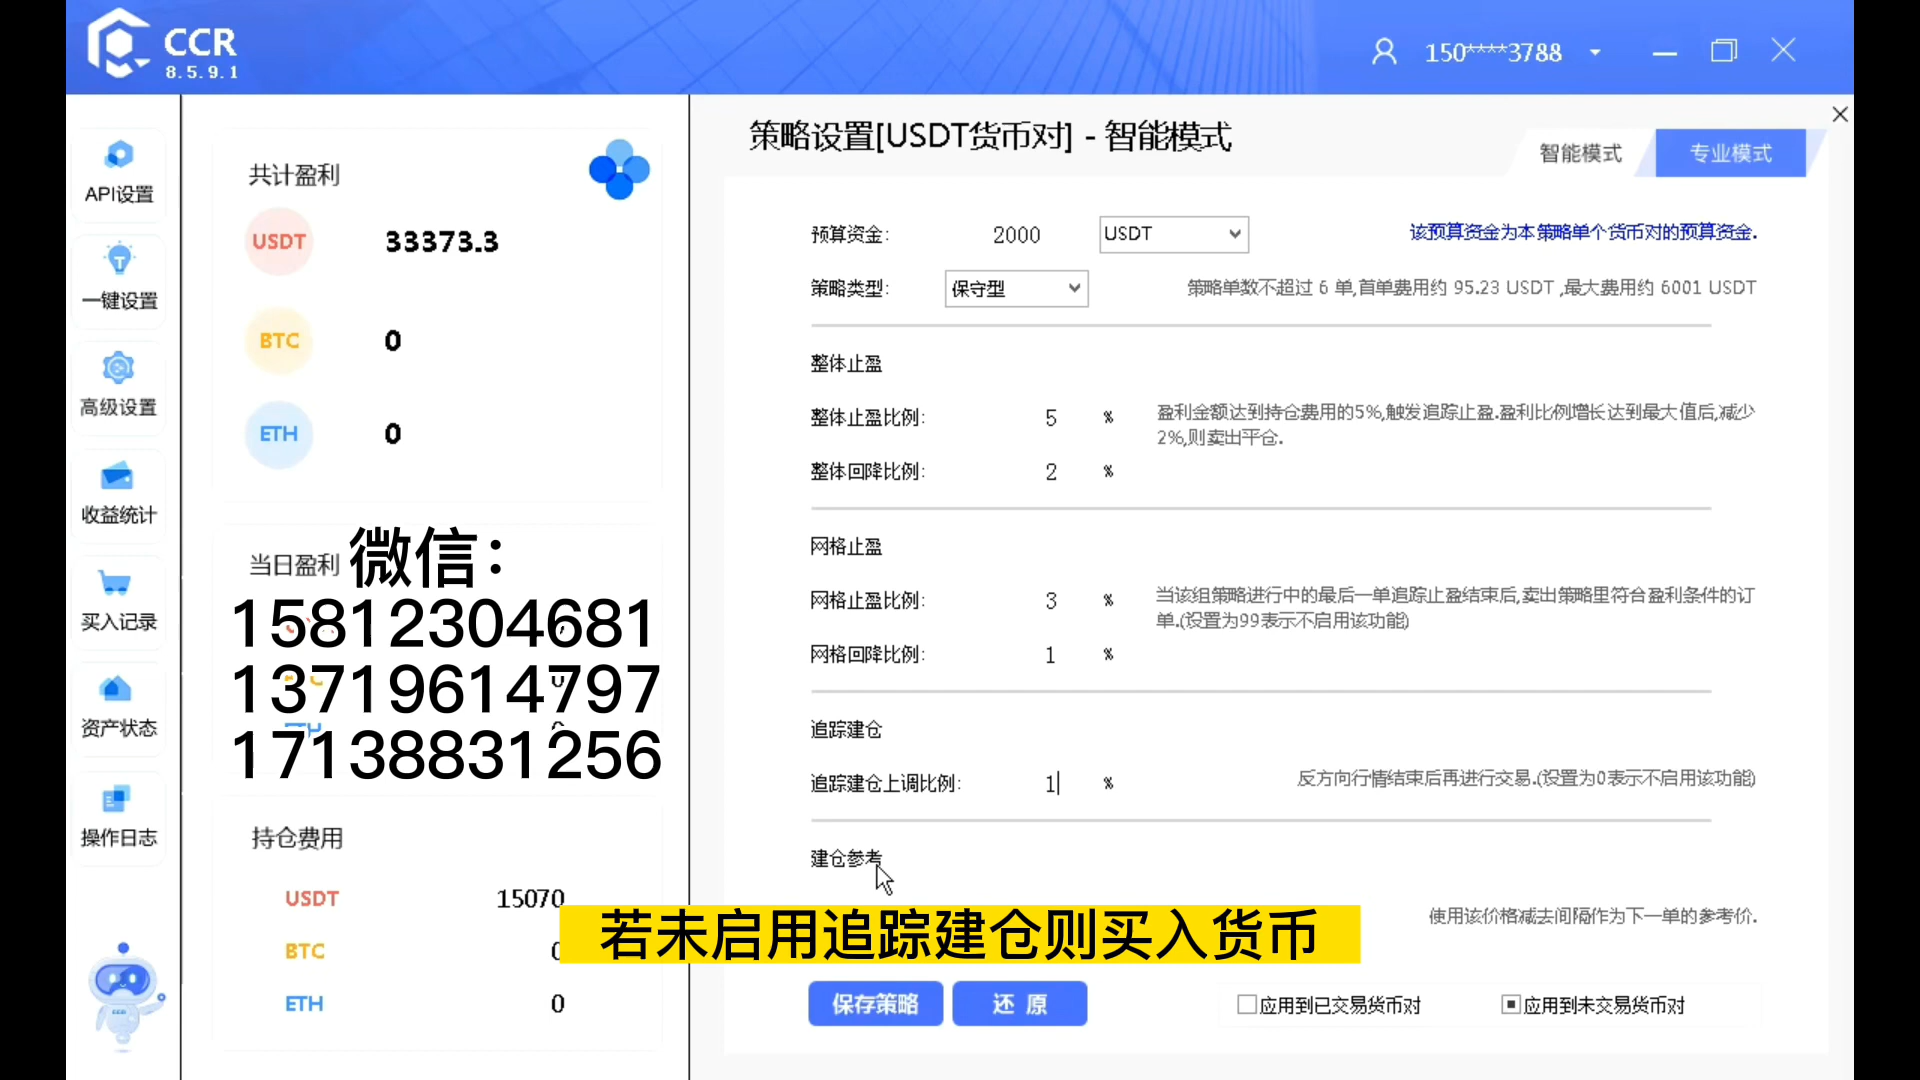 CCR
8.5.9.1
150****3788
API设置
一键设置
高级设置
收益统计
买入记录
资产状态
操作日志
共计盈利
USDT 33373.3
BTC 0
ETH 0
当日盈利
微信：
15812304681
13719614797
17138831256
持仓费用
USDT 15070
BTC 0
ETH 0
策略设置[USDT货币对] - 智能模式
智能模式 专业模式
预算资金: 2000 USDT 该预算资金为本策略单个货币对的预算资金.
策略类型: 保守型 策略单数不超过 6 单,首单费用约 95.23 USDT ,最大费用约 6001 USDT
整体止盈
整体止盈比例: 5 %
盈利金额达到持仓费用的5%,触发追踪止盈.盈利比例增长达到最大值后,减少
2%,则卖出平仓.
整体回降比例: 2 %
网格止盈
网格止盈比例: 3 %
当该组策略进行中的最后一单追踪止盈结束后,卖出策略里符合盈利条件的订
单.(设置为99表示不启用该功能)
网格回降比例: 1 %
追踪建仓
追踪建仓上调比例: 1 % 反方向行情结束后再进行交易.(设置为0表示不启用该功能)
建仓参考
使用该价格减去间隔作为下一单的参考价.
若未启用追踪建仓则买入货币
保存策略 还 原 应用到已交易货币对 应用到未交易货币对